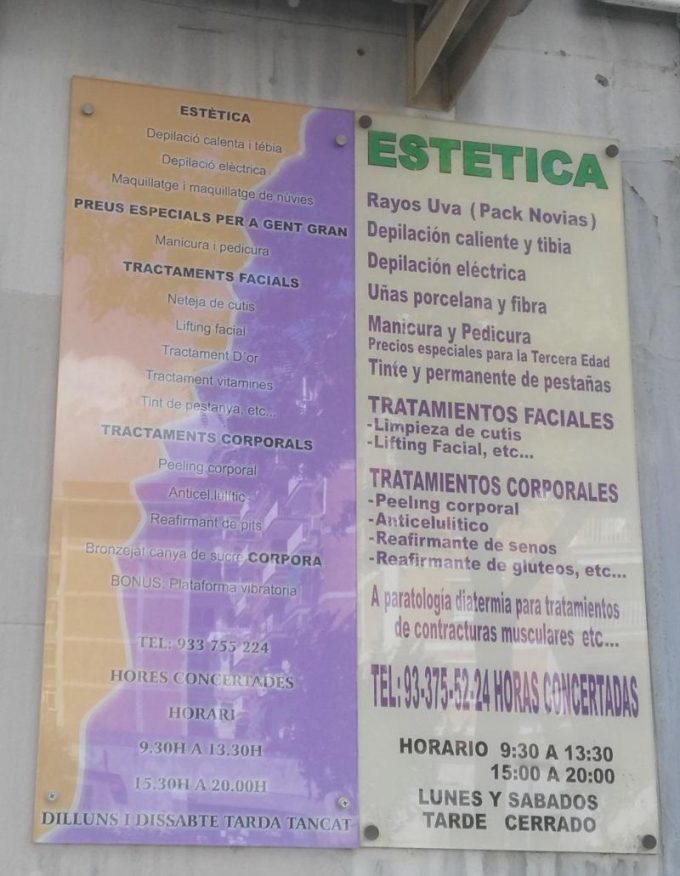 ESTÈTICA
Depilació calenta i tébia
Depilació elèctrica
Maquillatge i maquillatge de núvies
PREUS ESPECIALS PER A GENT GRAN
Manicura i pedicura
TRACTAMENTS FACIALS
Neteja de cutis
Lifting facial
Tractament D'or
Tractament vitamines
Tint de pestanya, etc...
TRACTAMENTS CORPORALS
Peeling corporal
Anticel.lulític
Reafirmant de pits
Bronzejat canya de sucre CORPORA
BONUS: Plataforma vibratoria
TEL: 933 755 224
HORES CONCERTADES
HORARI
9.30H A 13.30H
15.30H A 20.00H
DILLUNS I DISSABTE TARDA TANCAT
ESTETICA
Rayos Uva (Pack Novias)
Depilación caliente y tibia
Depilación eléctrica
Uñas porcelana y fibra
Manicura y Pedicura
Precios especiales para la Tercera Edad
Tinte y permanente de pestañas
TRATAMIENTOS FACIALES
-Limpieza de cutis
-Lifting Facial, etc...
TRATAMIENTOS CORPORALES
-Peeling corporal
-Anticelulítico
-Reafirmante de senos
-Reafirmante de gluteos, etc...
A paratología diatermia para tratamientos
de contracturas musculares etc...
TEL: 93-375-52-24 HORAS CONCERTADAS
HORARIO 9:30 A 13:30
15:00 A 20:00
LUNES Y SABADOS
TARDE CERRADO